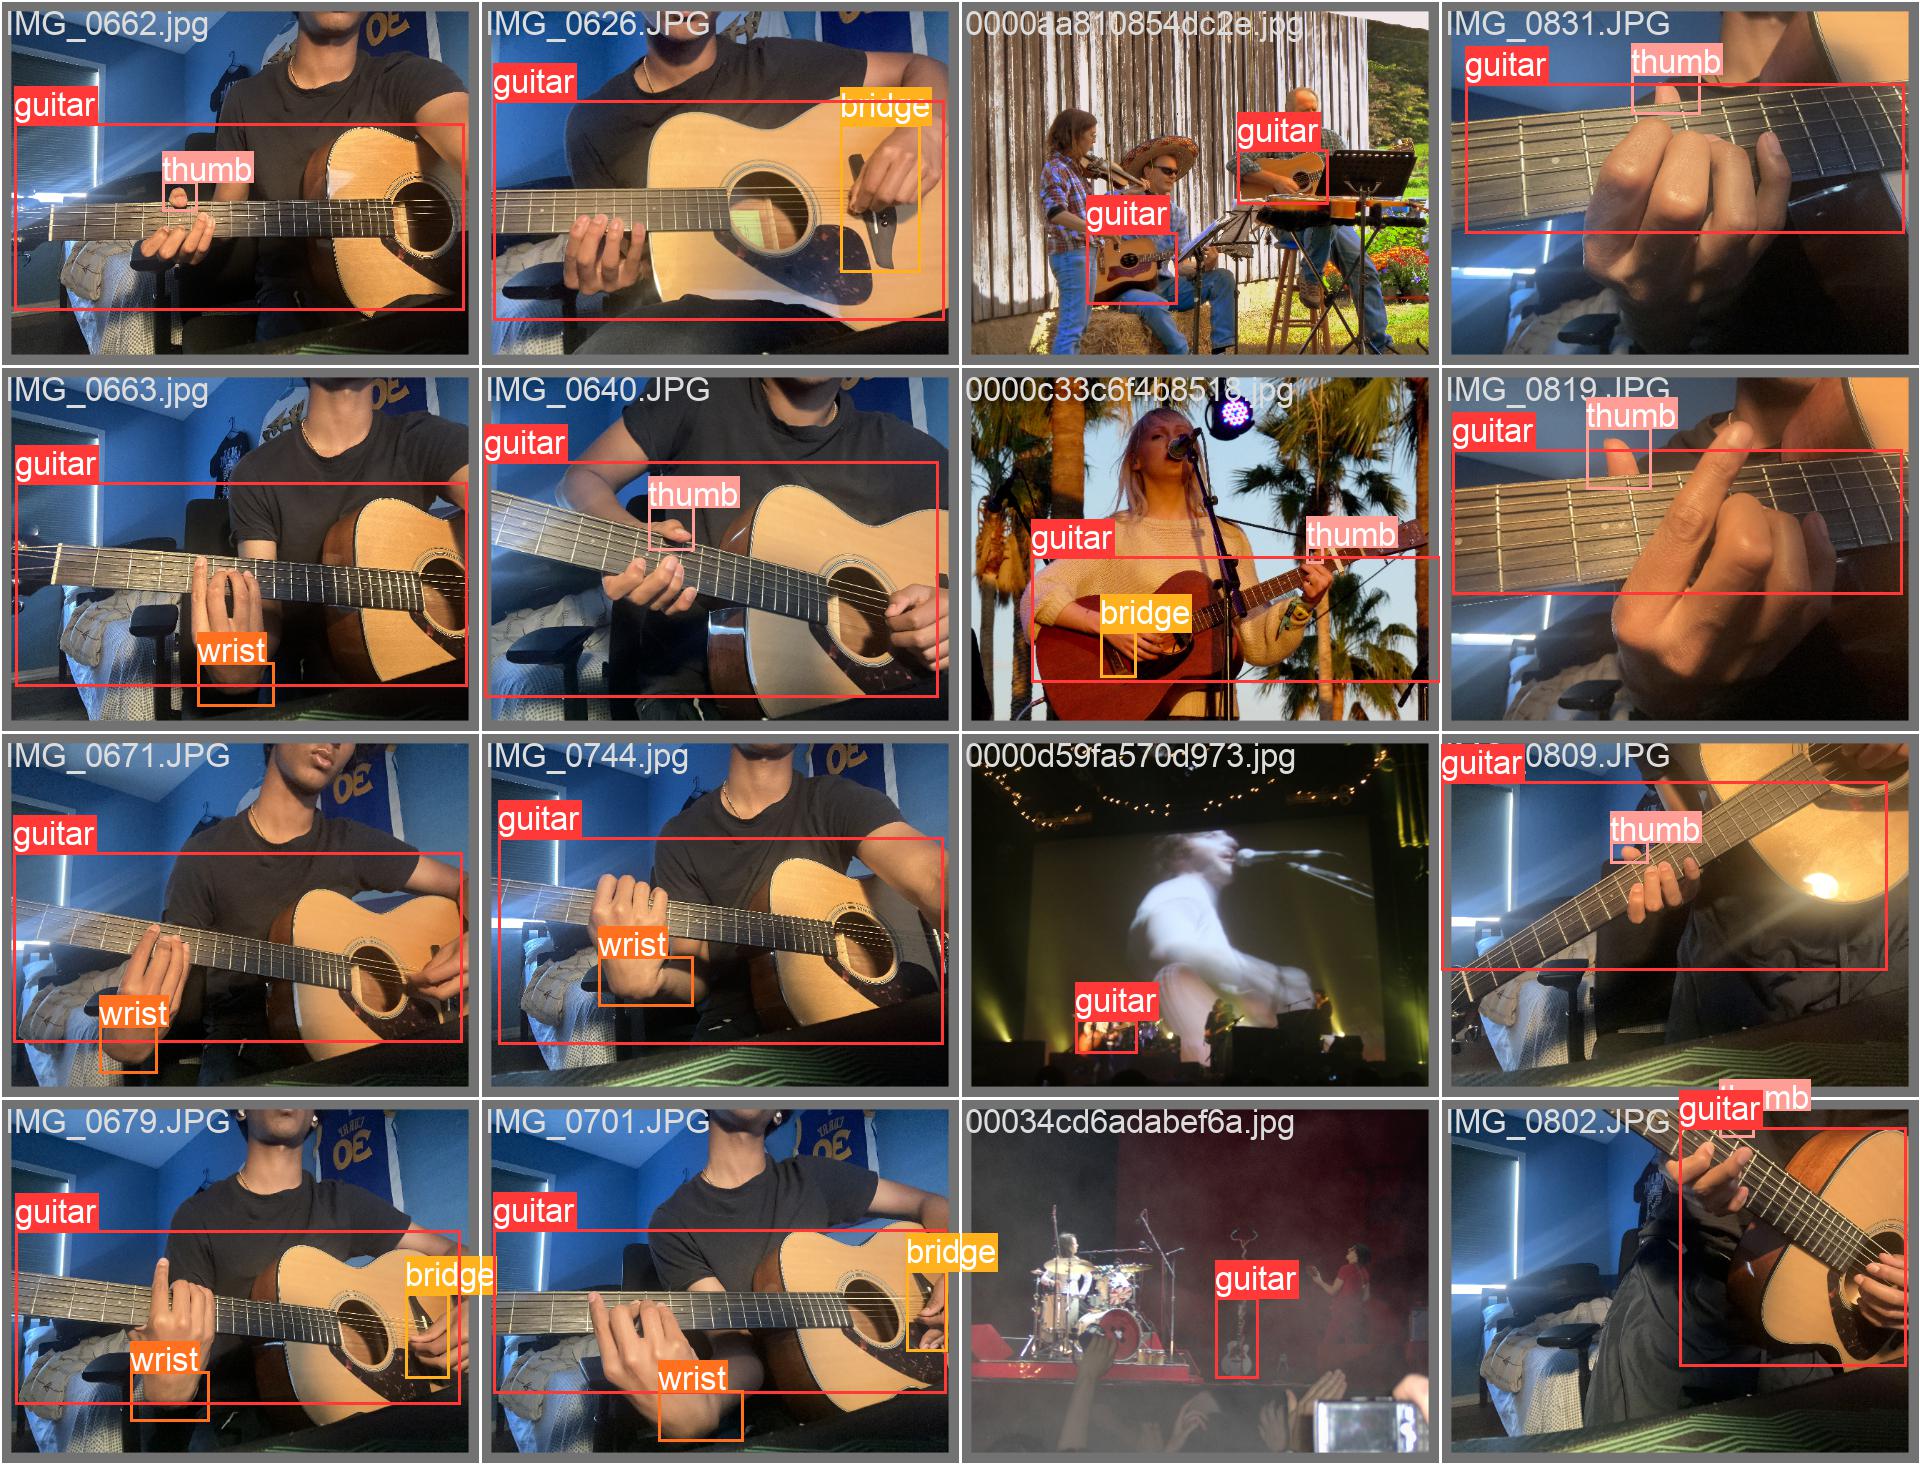 IMG_0662.jpg
guitar
thumb
IMG_0626.JPG
guitar
bridge
0000aa810854dc2e.jpg
guitar
guitar
IMG_0831.JPG
guitar
thumb
IMG_0663.jpg
guitar
wrist
IMG_0640.JPG
guitar
thumb
0000c33c6f4b8518.jpg
guitar
thumb
bridge
IMG_0819.JPG
thumb
guitar
IMG_0671.JPG
guitar
wrist
IMG_0744.jpg
guitar
wrist
0000d59fa570d973.jpg
guitar
0809.JPG
guitar
thumb
IMG_0679.JPG
30
guitar
bridge
wrist
IMG_0701.JPG
guitar
bridge
wrist
00034cd6adabef6a.jpg
guitar
IMG_0802.JPG
guitar
mb